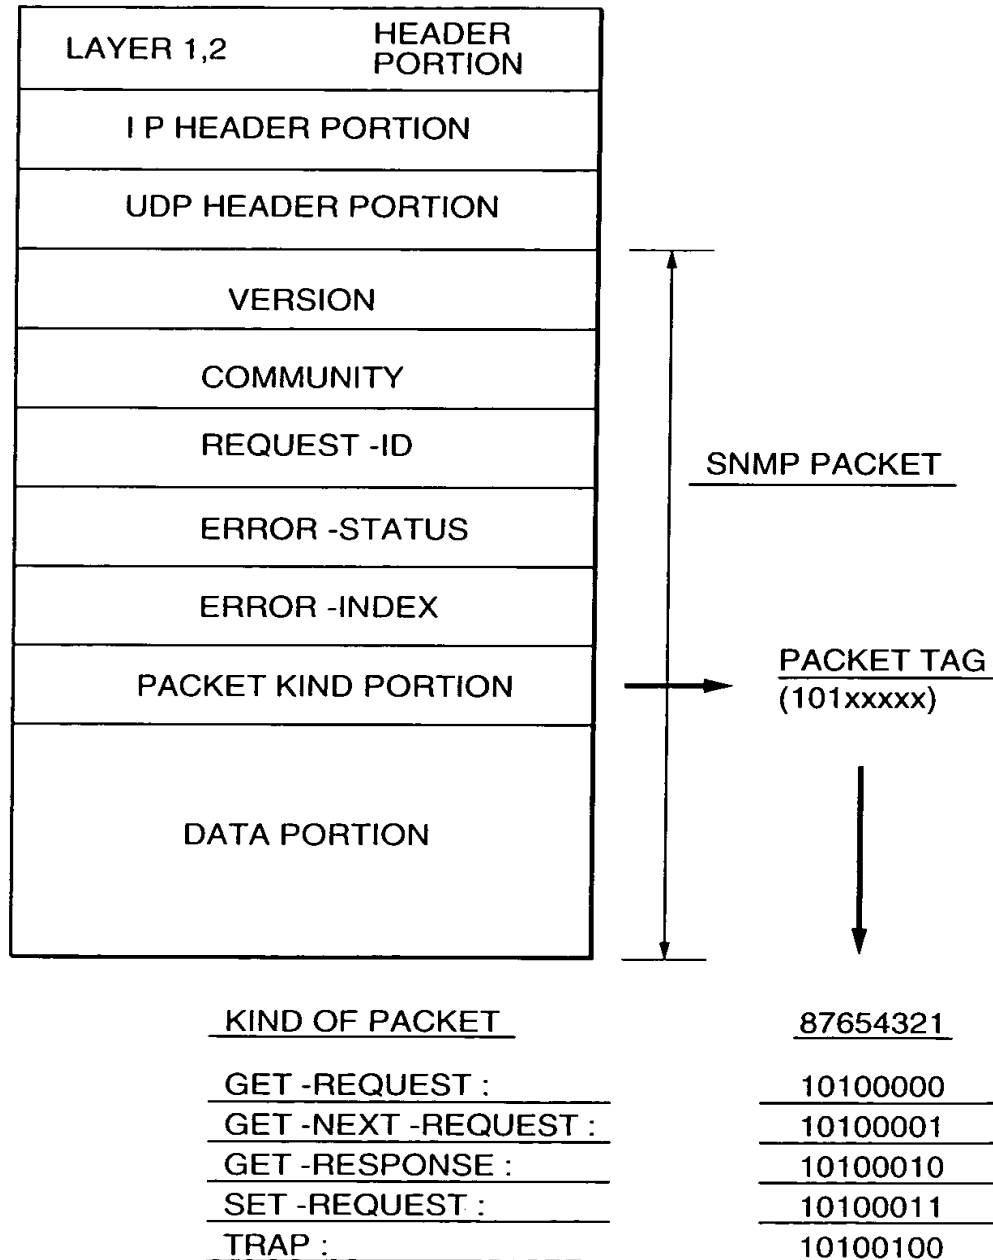 LAYER 1,2 HEADER
PORTION
I P HEADER PORTION
UDP HEADER PORTION
VERSION
COMMUNITY
REQUEST -ID
SNMP PACKET
ERROR -STATUS
ERROR -INDEX
PACKET KIND PORTION
PACKET TAG
(101xxxxx)
DATA PORTION
KIND OF PACKET 87654321
GET -REQUEST : 10100000
GET -NEXT -REQUEST : 10100001
GET -RESPONSE : 10100010
SET -REQUEST : 10100011
TRAP : 10100100